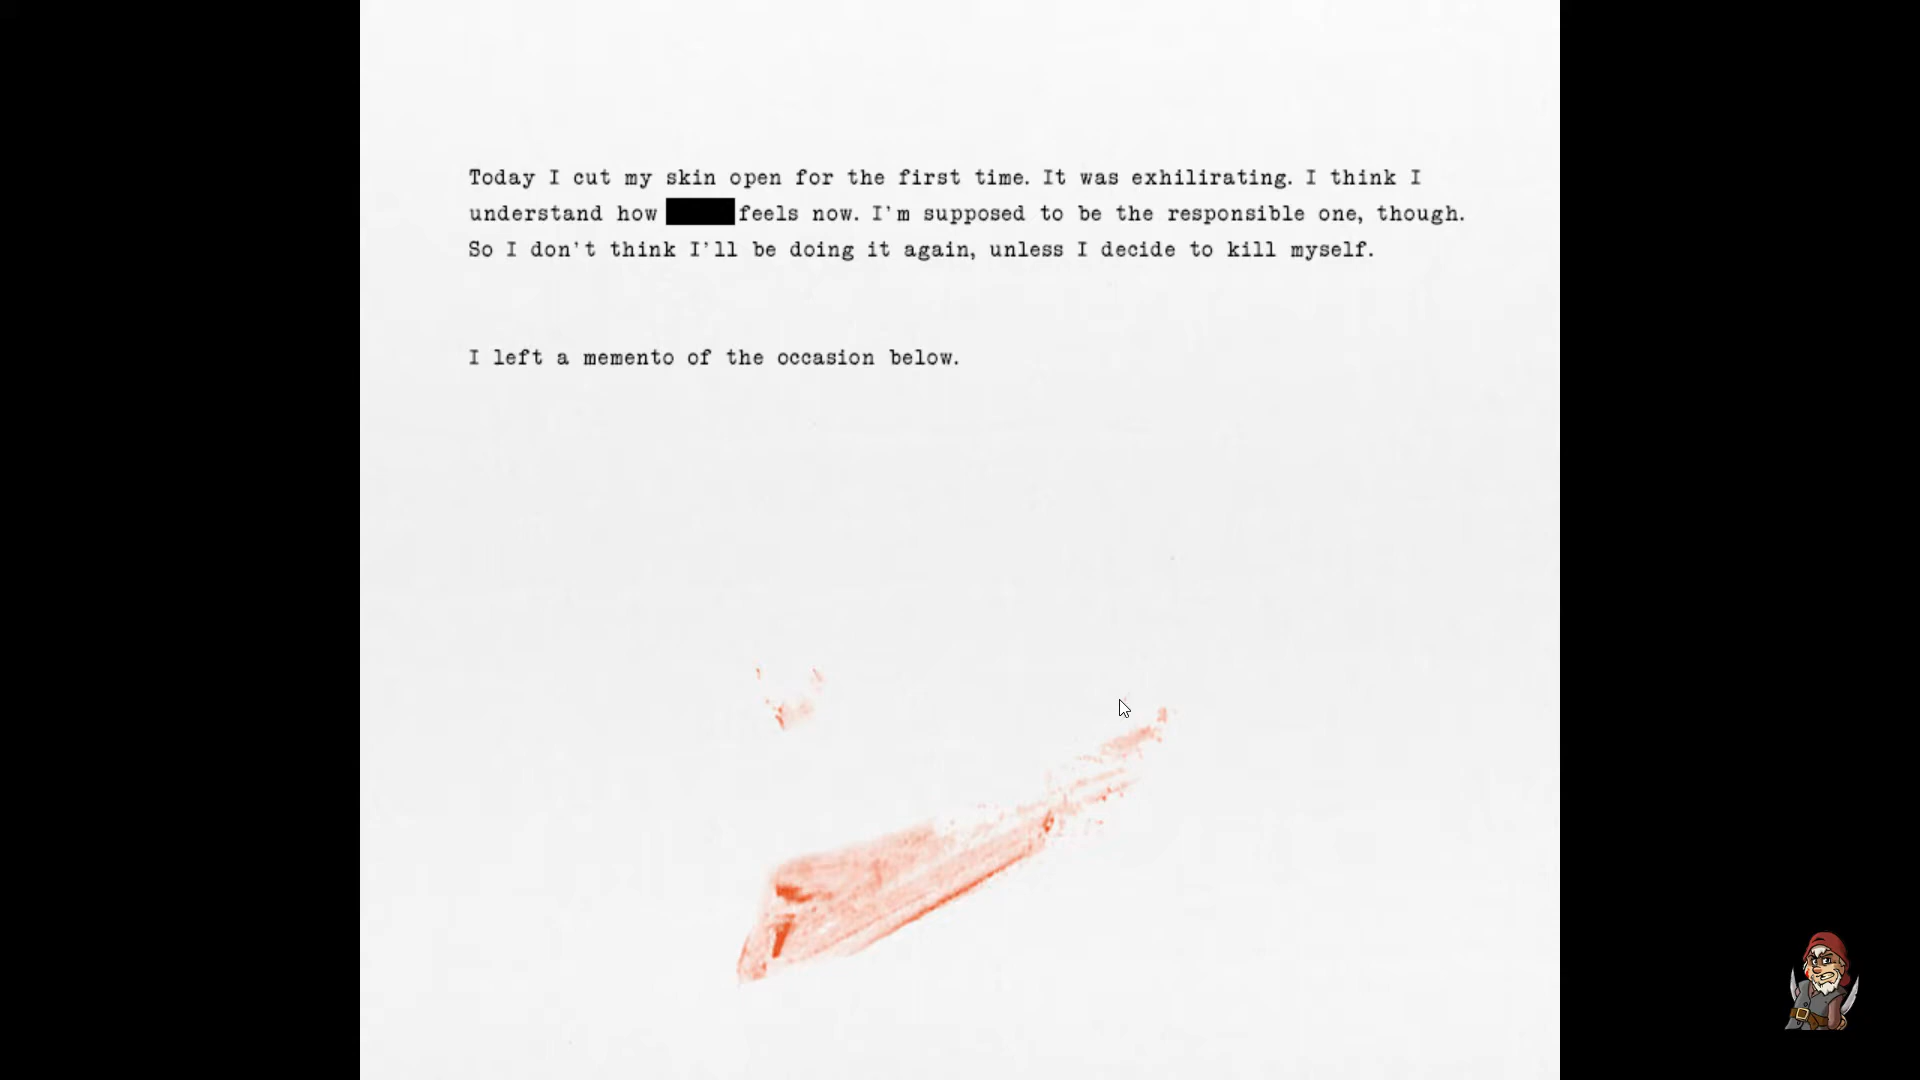 Today I cut my skin open for the first time. It was exhilirating. I think I
understand how feels now. I'm supposed to be the responsible one, though.
So I don't think I'll be doing it again, unless I decide to kill myself.
I left a memento of the occasion below.